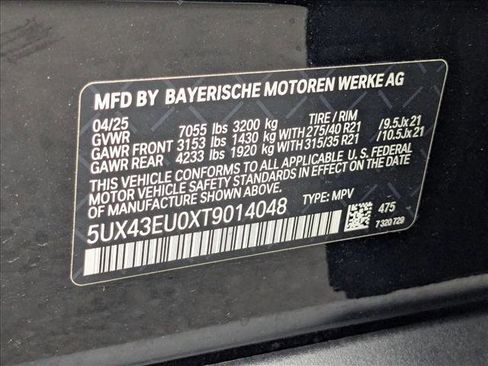 MFD BY BAYERISCHE MOTOREN WERKE AG
04/25 TIRE / RIM
GVWR 7055 lbs 3200 kg
GAWR FRONT 3153 lbs 1430 kg WITH 275/40 R21 /9.5Jx21
GAWR REAR 4233 lbs 1920 kg WITH 315/35 R21 /10.5Jx21
THIS VEHICLE CONFORMS TO ALL APPLICABLE U.S. FEDERAL
MOTOR VEHICLE SAFETY STANDARDS IN EFFECT ON THE DATE
OF MANUFACTURE SHOWN ABOVE.
5UX43EU0XT9014048 TYPE: MPV
475
7 320 729